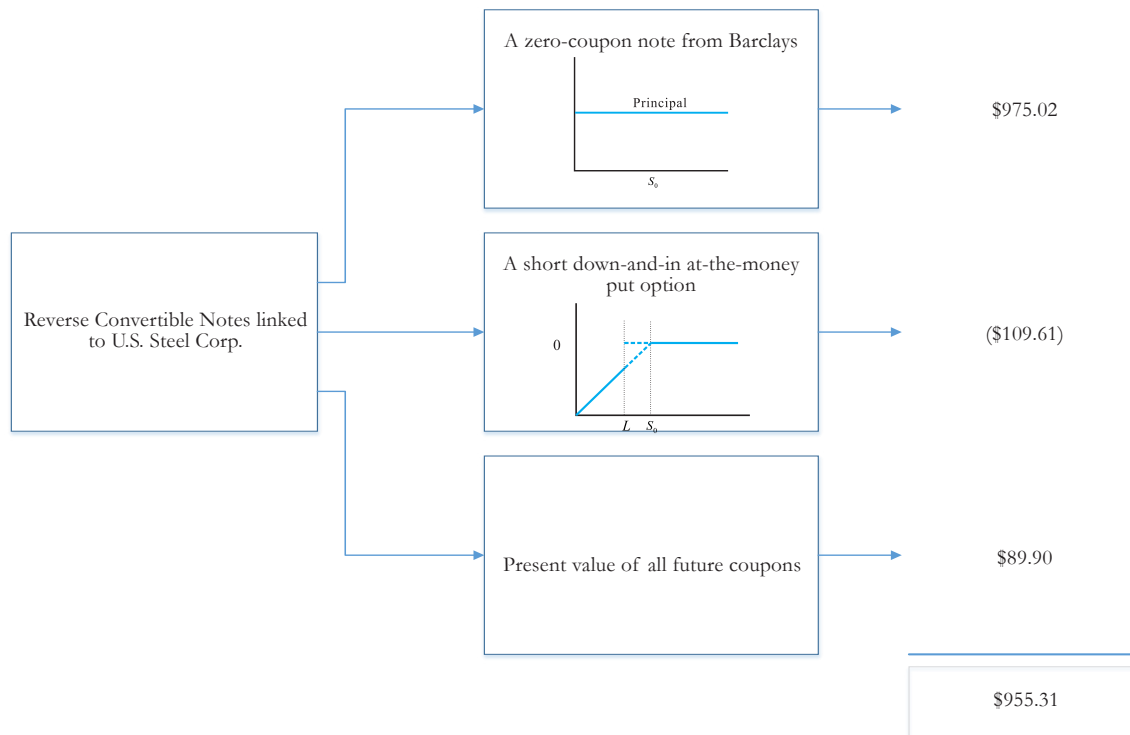 A zero-coupon note from Barclays
Principal
S₀
$975.02
Reverse Convertible Notes linked
to U.S. Steel Corp.
A short down-and-in at-the-money
put option
0
L S₀
($109.61)
Present value of all future coupons
$89.90
$955.31